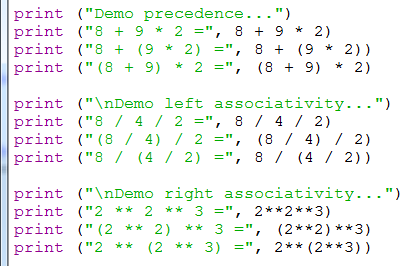 print ("Demo precedence...")
print ("8 + 9 * 2 =", 8 + 9 * 2)
print ("8 + (9 * 2) =", 8 + (9 * 2))
print ("(8 + 9) * 2 =", (8 + 9) * 2)
print ("\nDemo left associativity...")
print ("8 / 4 / 2 =", 8 / 4 / 2)
print ("(8 / 4) / 2 =", (8 / 4) / 2)
print ("8 / (4 / 2) =", 8 / (4 / 2))
print ("\nDemo right associativity...")
print ("2 ** 2 ** 3 =", 2**2**3)
print ("(2 ** 2) ** 3 =", (2**2)**3)
print ("2 ** (2 ** 3) =", 2**(2**3))